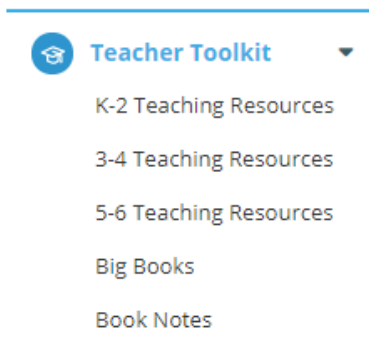 Teacher Toolkit
K-2 Teaching Resources
3-4 Teaching Resources
5-6 Teaching Resources
Big Books
Book Notes